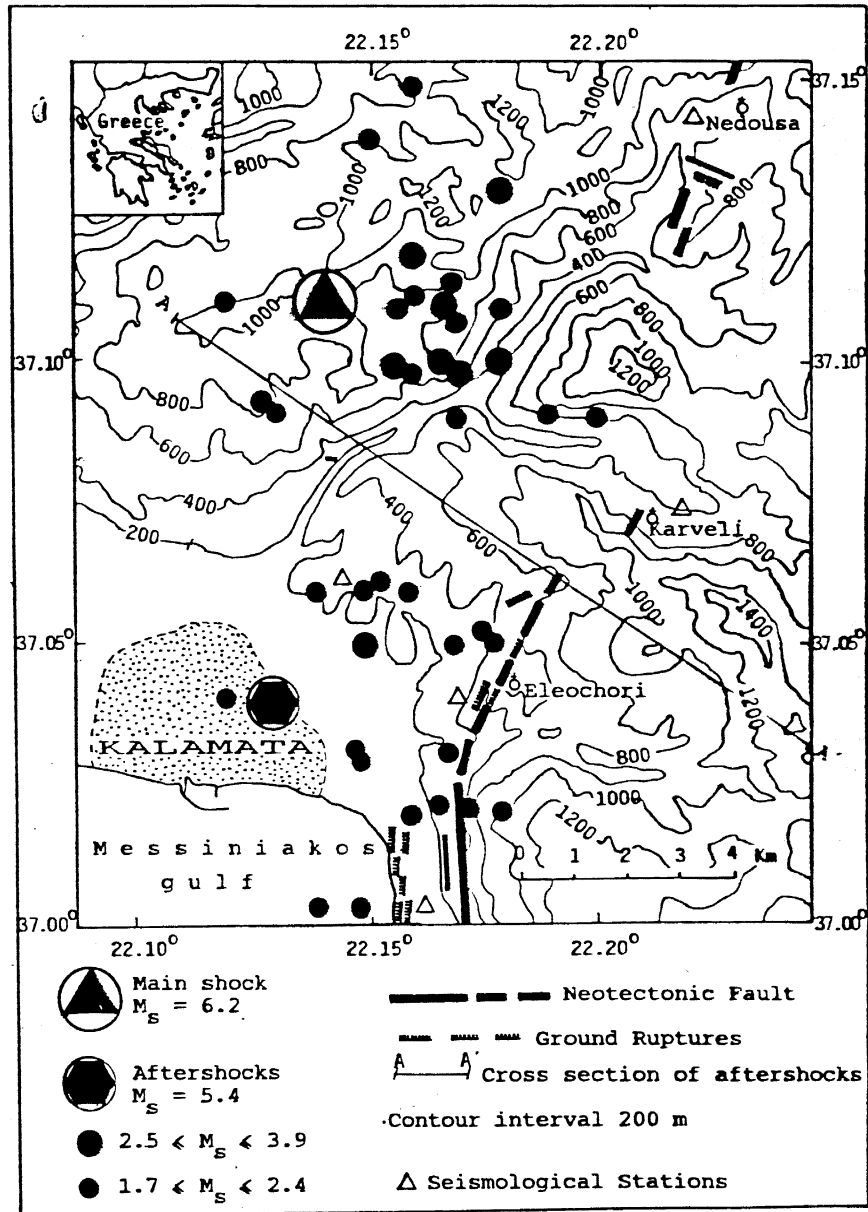 22.15° 22.20°
37.15°
Greece
1000
1200
1000
Nedousa
800
1000
1200
1000
800
800
600
400
A
1000
600
800
1000
1200
37.10° 37.10°
800
600
400
200
400
600
Karveli
800
1000
1400
37.05° 37.05°
Eleochori
1200
KALAMATA
800
1000
1200
Messiniakos
gulf
0 1 2 3 4 Km
37.00° 37.00°
22.10° 22.15° 22.20°
Main shock
Ms = 6.2
Neotectonic Fault
Ground Ruptures
A A'
Cross section of aftershocks
Aftershocks
Ms = 5.4
Contour interval 200 m
2.5 ≤ Ms ≤ 3.9
1.7 ≤ Ms ≤ 2.4
Seismological Stations